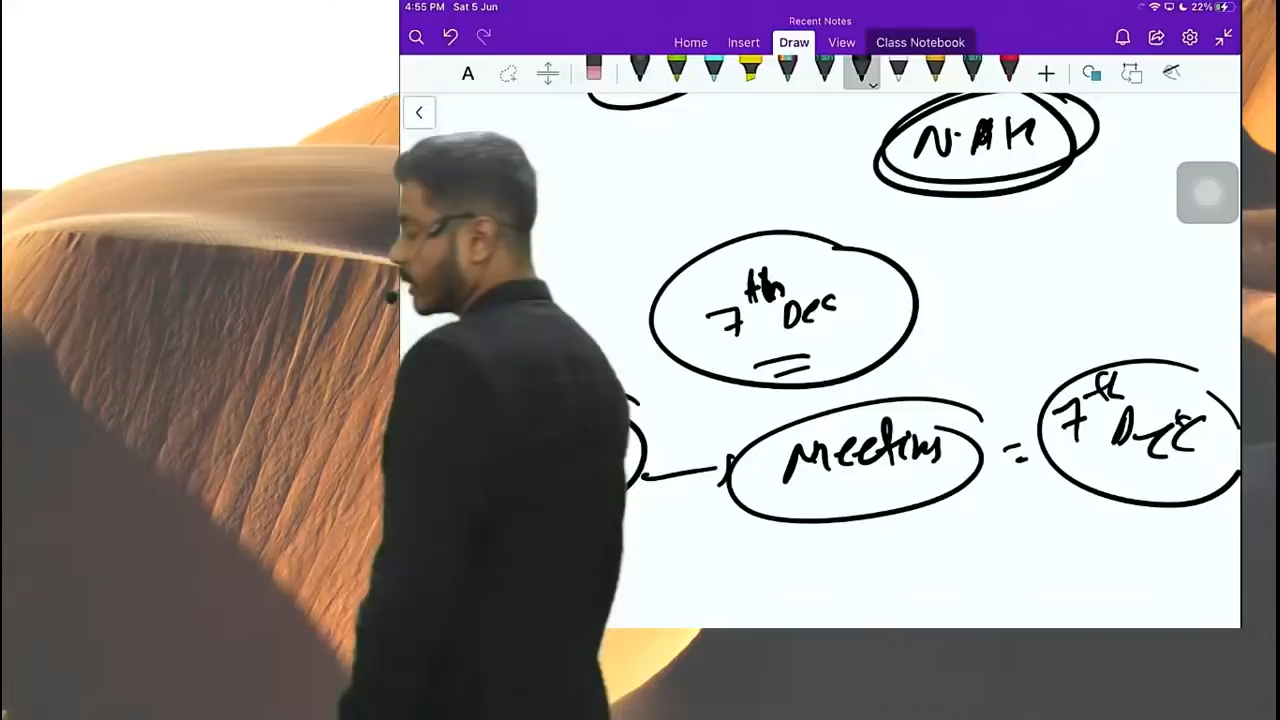 4:55 PM Sat 5 Jun
22%
Recent Notes
Home Insert Draw View Class Notebook
A
7th Dec
Meeting = 7th Dec